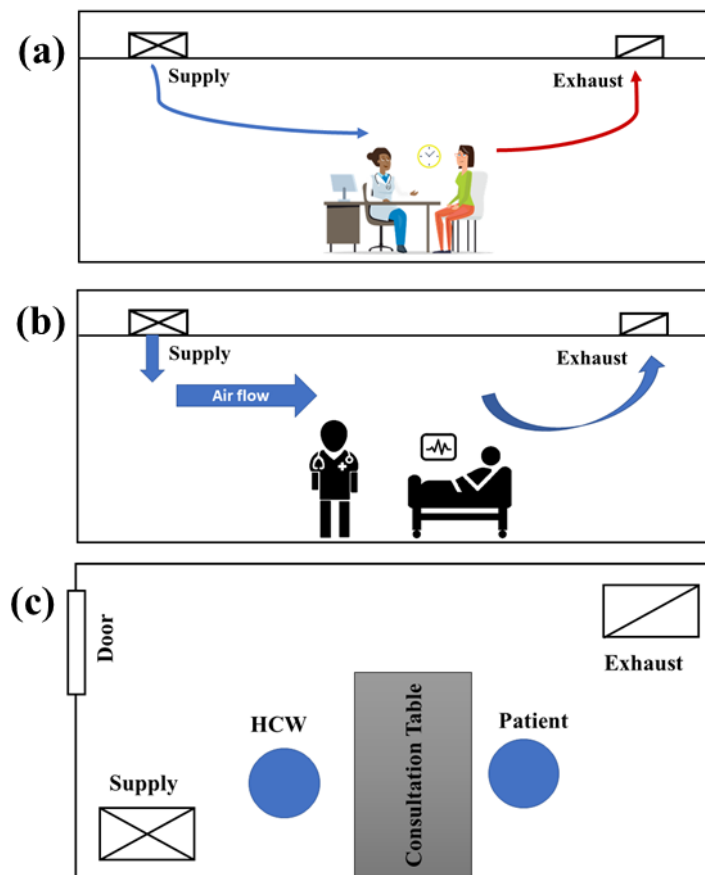 (a)
Supply
Exhaust
(b)
Supply
Exhaust
Air flow
(c)
Door
Exhaust
HCW
Patient
Consultation Table
Supply